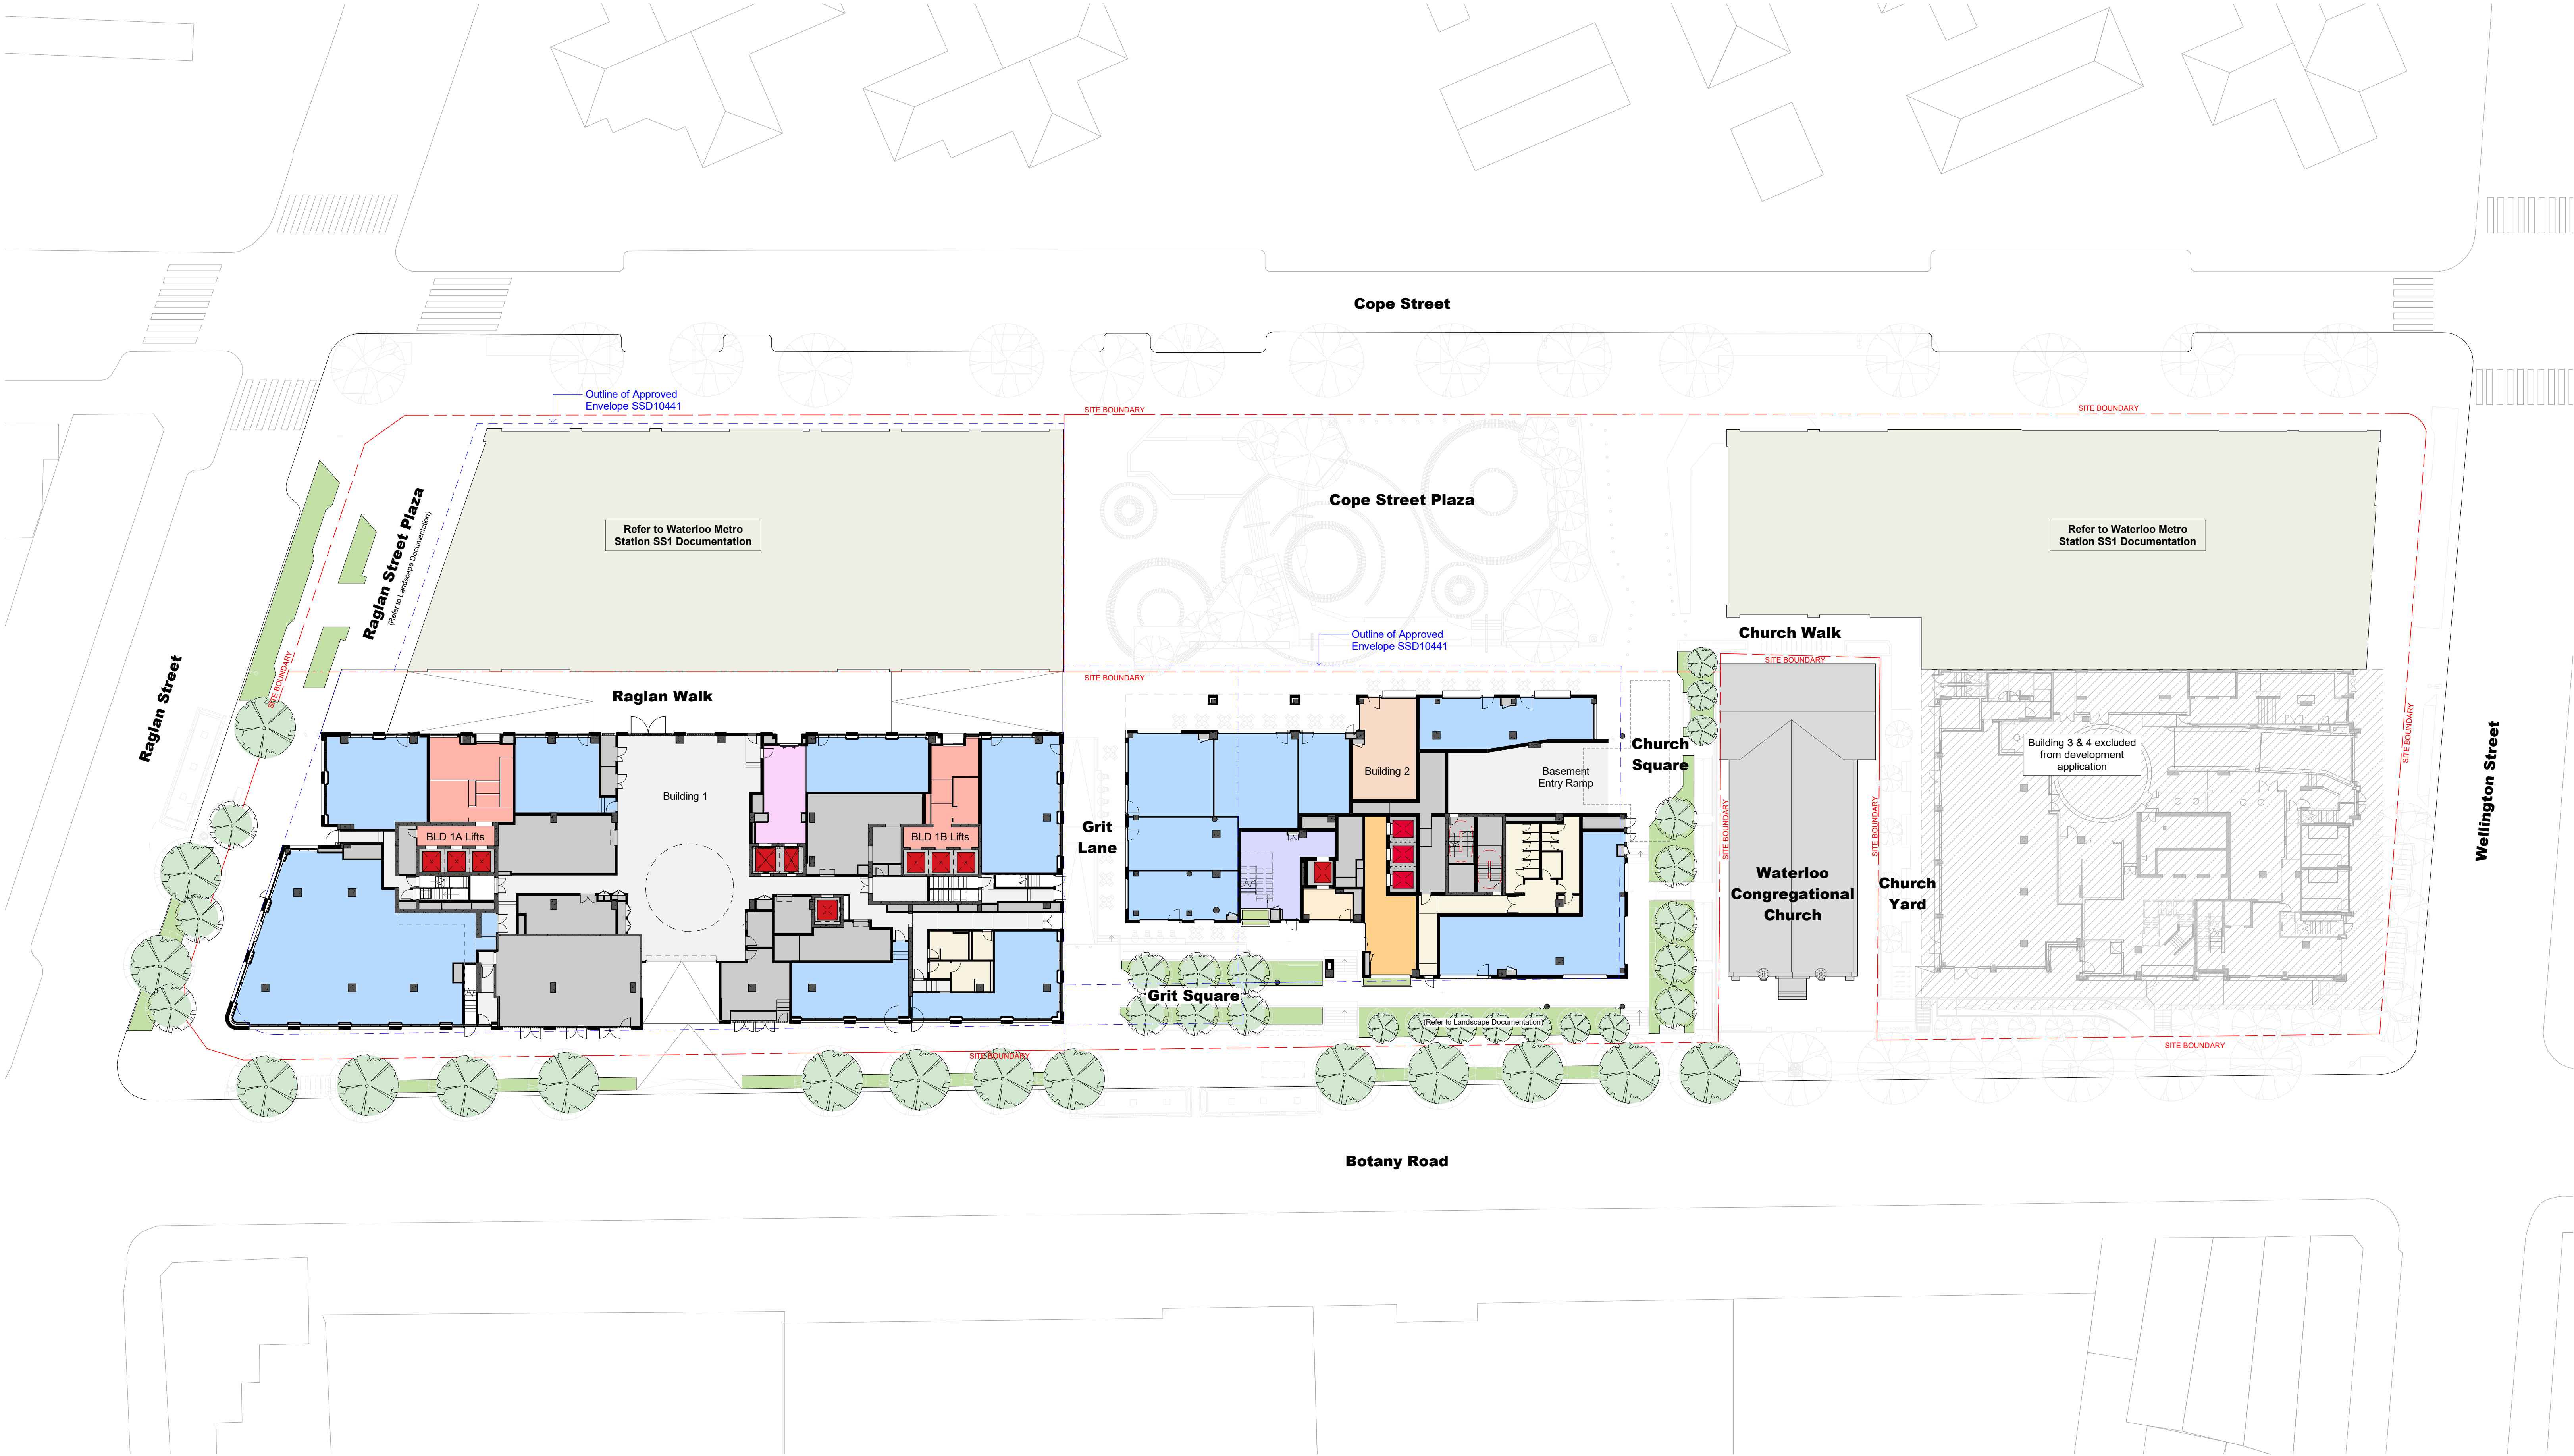 Cope Street
Outline of Approved
Envelope SSD10441
SITE BOUNDARY
SITE BOUNDARY
Raglan Street Plaza
(Refer to Landscape Documentation)
Refer to Waterloo Metro
Station SS1 Documentation
Cope Street Plaza
Refer to Waterloo Metro
Station SS1 Documentation
Outline of Approved
Envelope SSD10441
Church Walk
SITE BOUNDARY
SITE BOUNDARY
SITE BOUNDARY
Raglan Street
Raglan Walk
Building 1
BLD 1A Lifts
BLD 1B Lifts
Grit
Lane
Building 2
Basement
Entry Ramp
Church
Square
SITE BOUNDARY
SITE BOUNDARY
Building 3 & 4 excluded
from development
application
SITE BOUNDARY
Wellington Street
Waterloo
Congregational
Church
Church
Yard
Grit Square
(Refer to Landscape Documentation)
SITE BOUNDARY
SITE BOUNDARY
Botany Road